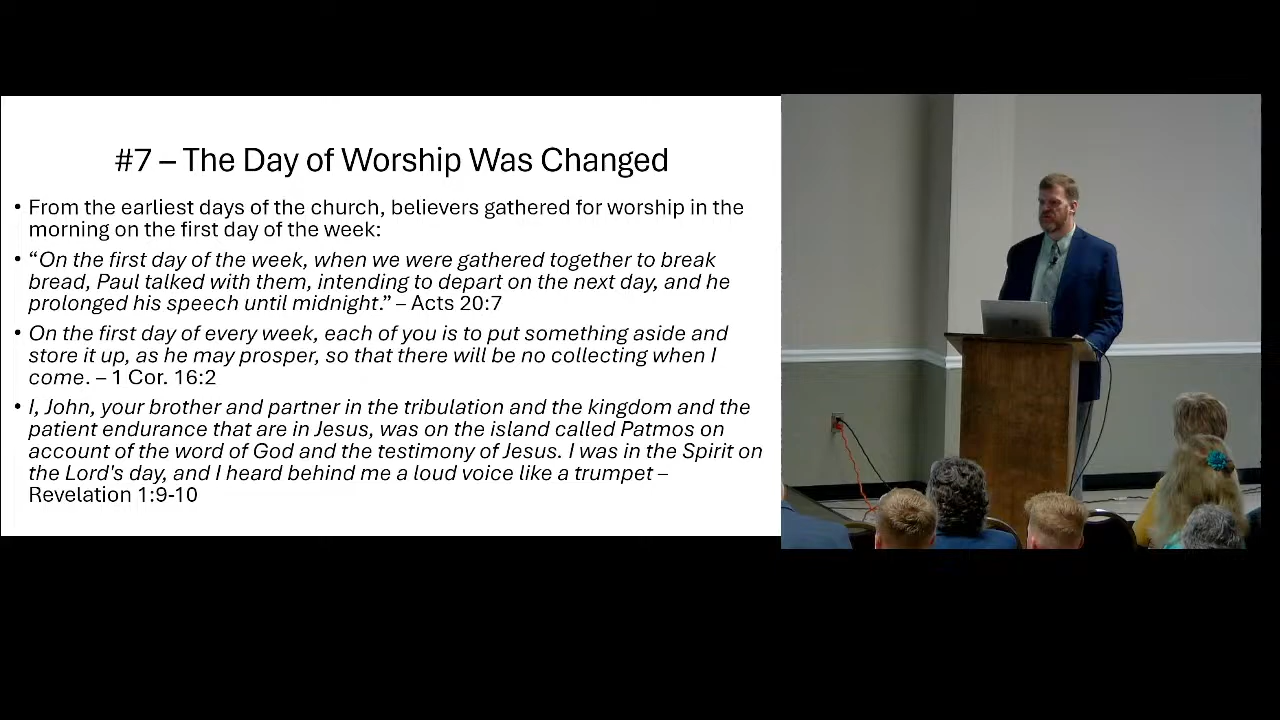 #7 – The Day of Worship Was Changed
• From the earliest days of the church, believers gathered for worship in the
morning on the first day of the week:
• “On the first day of the week, when we were gathered together to break
bread, Paul talked with them, intending to depart on the next day, and he
prolonged his speech until midnight.” – Acts 20:7
• On the first day of every week, each of you is to put something aside and
store it up, as he may prosper, so that there will be no collecting when I
come. – 1 Cor. 16:2
• I, John, your brother and partner in the tribulation and the kingdom and the
patient endurance that are in Jesus, was on the island called Patmos on
account of the word of God and the testimony of Jesus. I was in the Spirit on
the Lord's day, and I heard behind me a loud voice like a trumpet –
Revelation 1:9-10